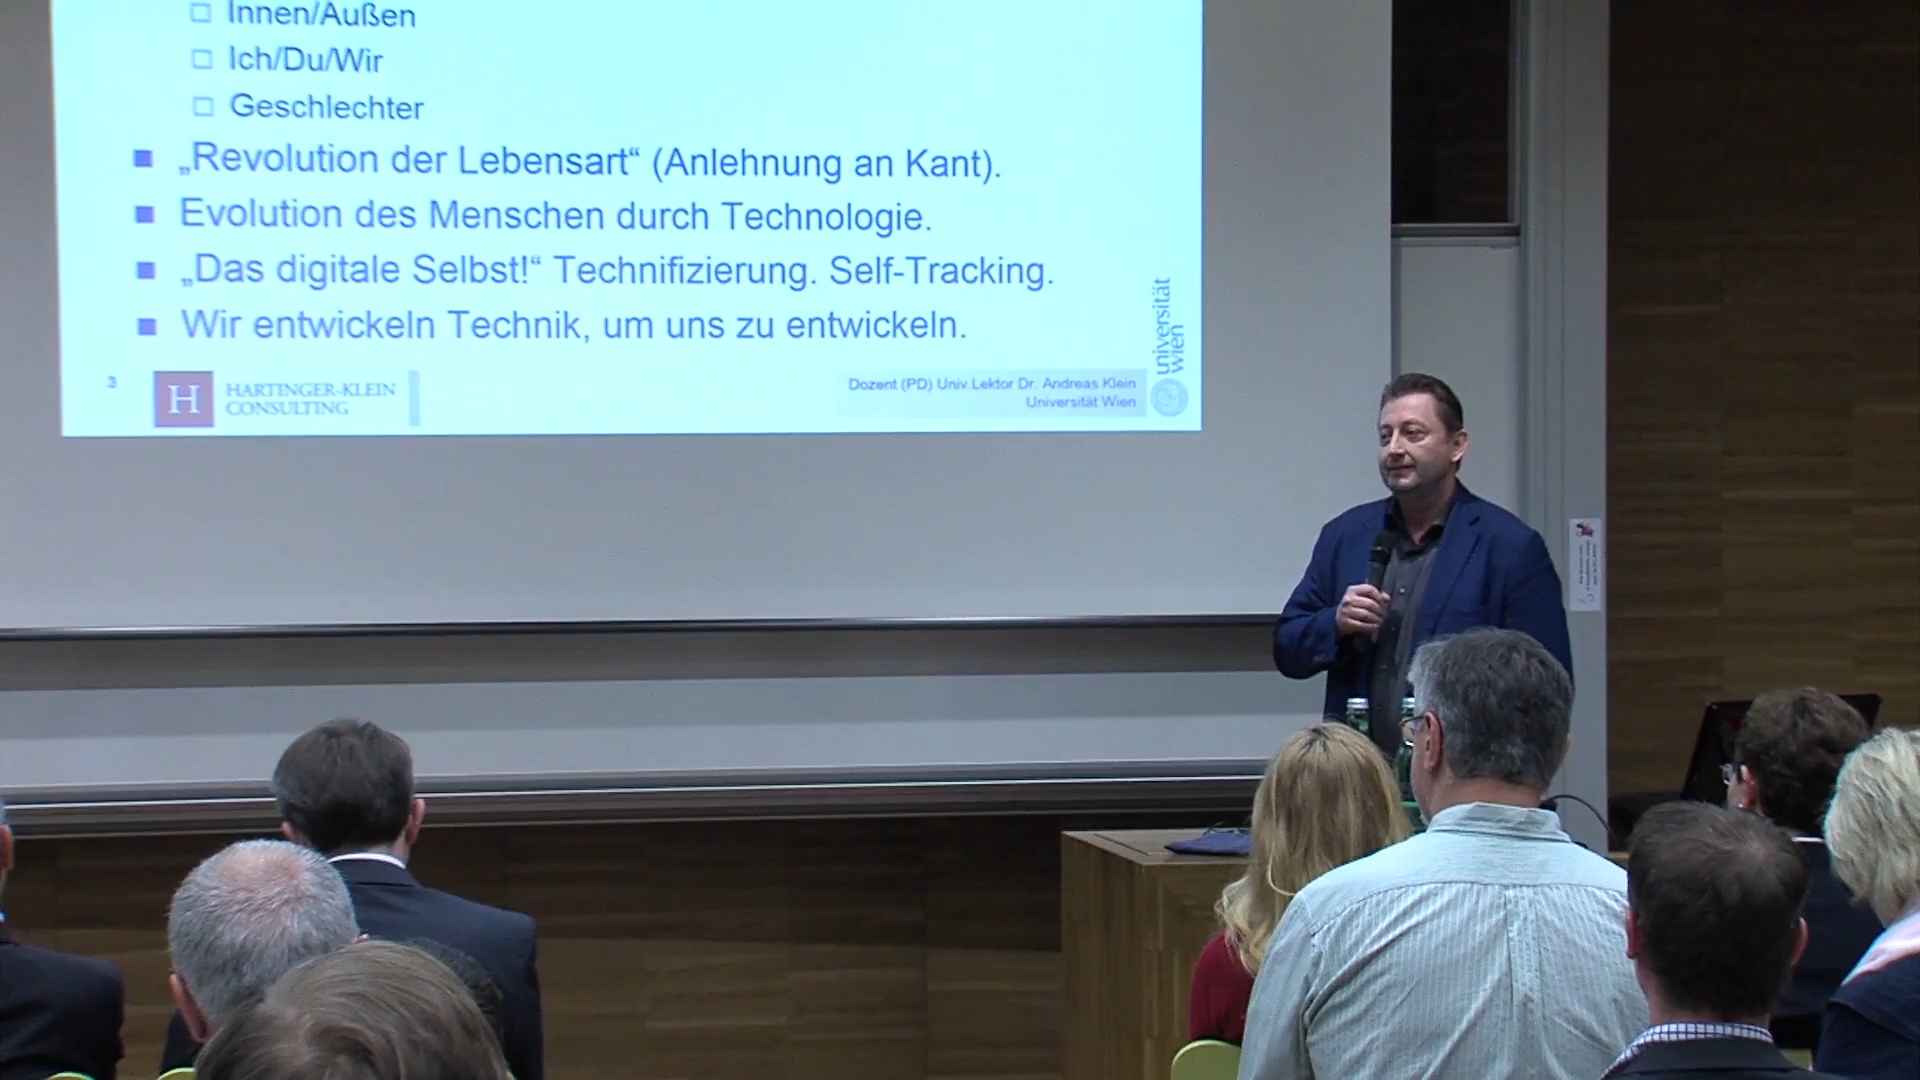 Innen/Außen
Ich/Du/Wir
Geschlechter
„Revolution der Lebensart“ (Anlehnung an Kant).
Evolution des Menschen durch Technologie.
„Das digitale Selbst!“ Technifizierung. Self-Tracking.
Wir entwickeln Technik, um uns zu entwickeln.
3
H
HARTINGER-KLEIN
CONSULTING
Dozent (PD) Univ.Lektor Dr. Andreas Klein
Universität Wien
universität
wien